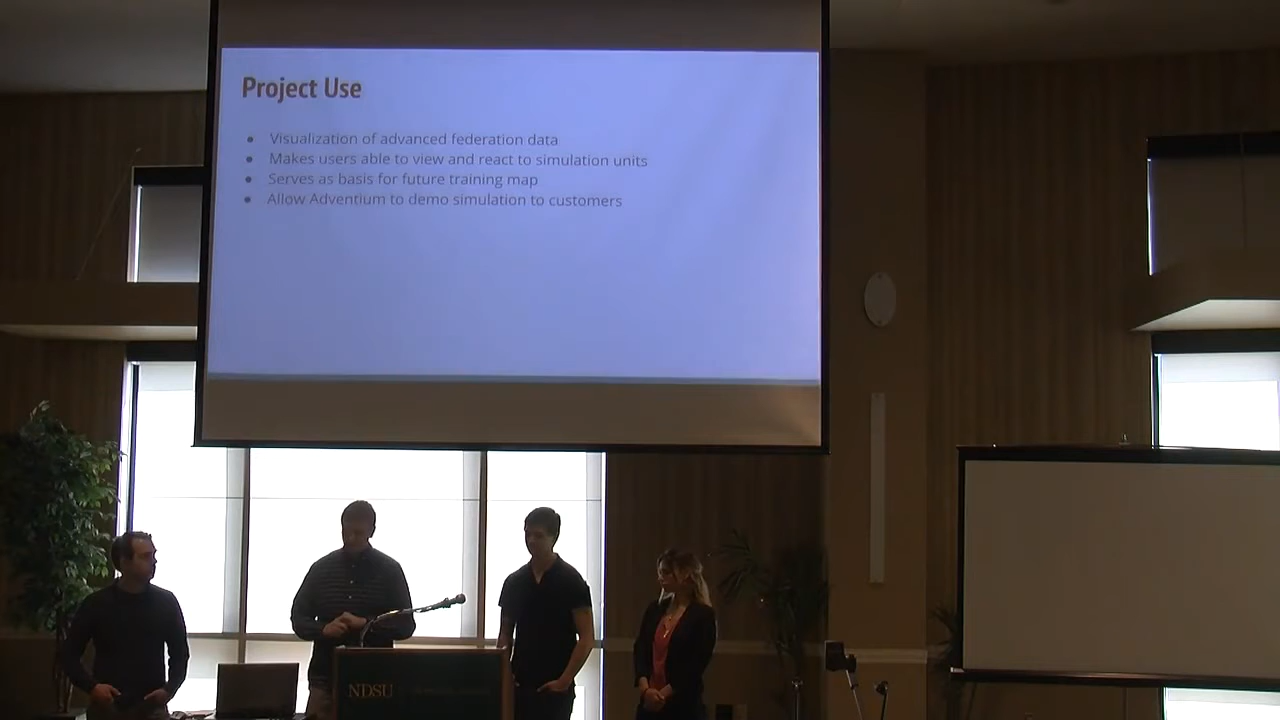 Project Use
• Visualization of advanced federation data
• Makes users able to view and react to simulation units
• Serves as basis for future training map
• Allow Adventium to demo simulation to customers
NDSU